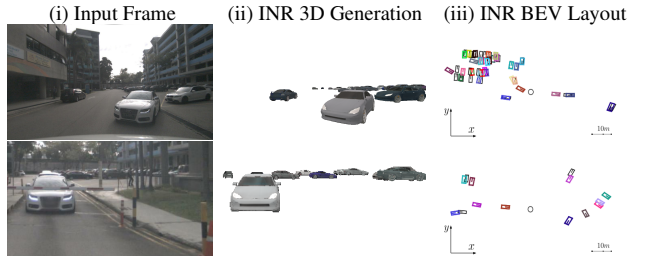 (i) Input Frame (ii) INR 3D Generation (iii) INR BEV Layout
y
x
10m
y
x
10m